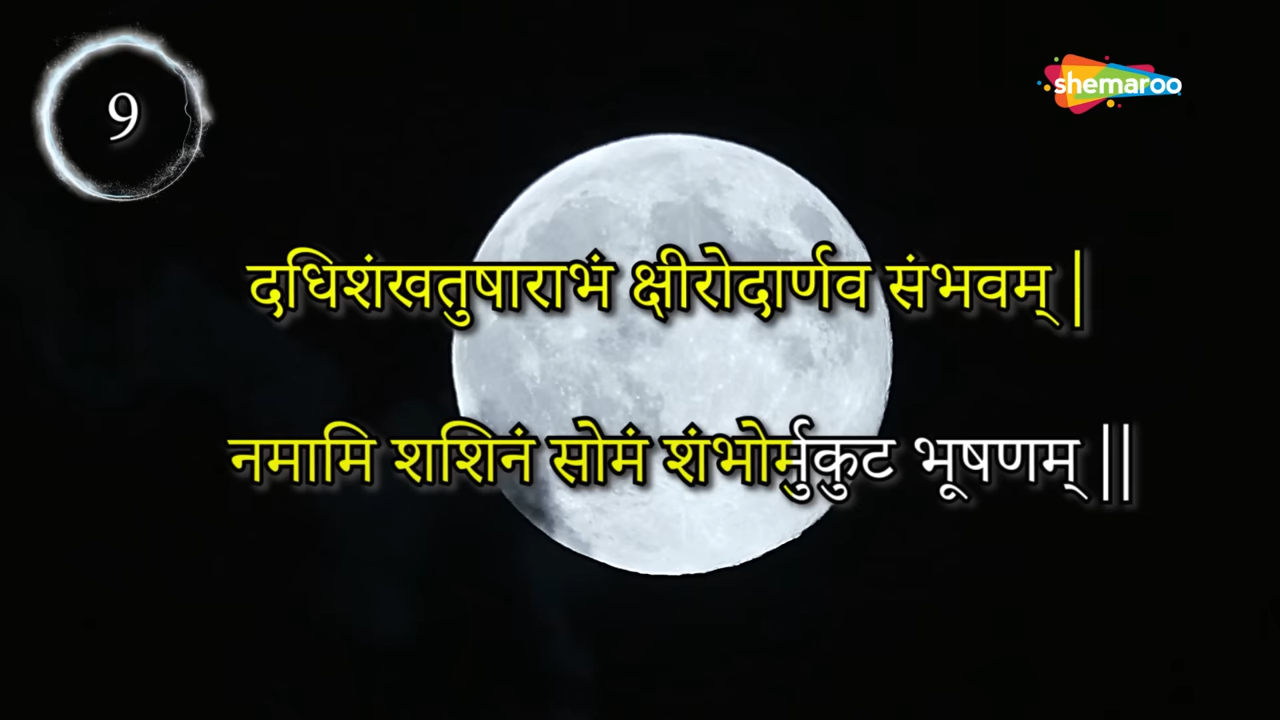 9
shemaroo
दधिशंखतुषाराभं क्षीरोदार्णव संभवम् |
नमामि शशिनं सोमं शंभोर्मुकुट भूषणम् ||